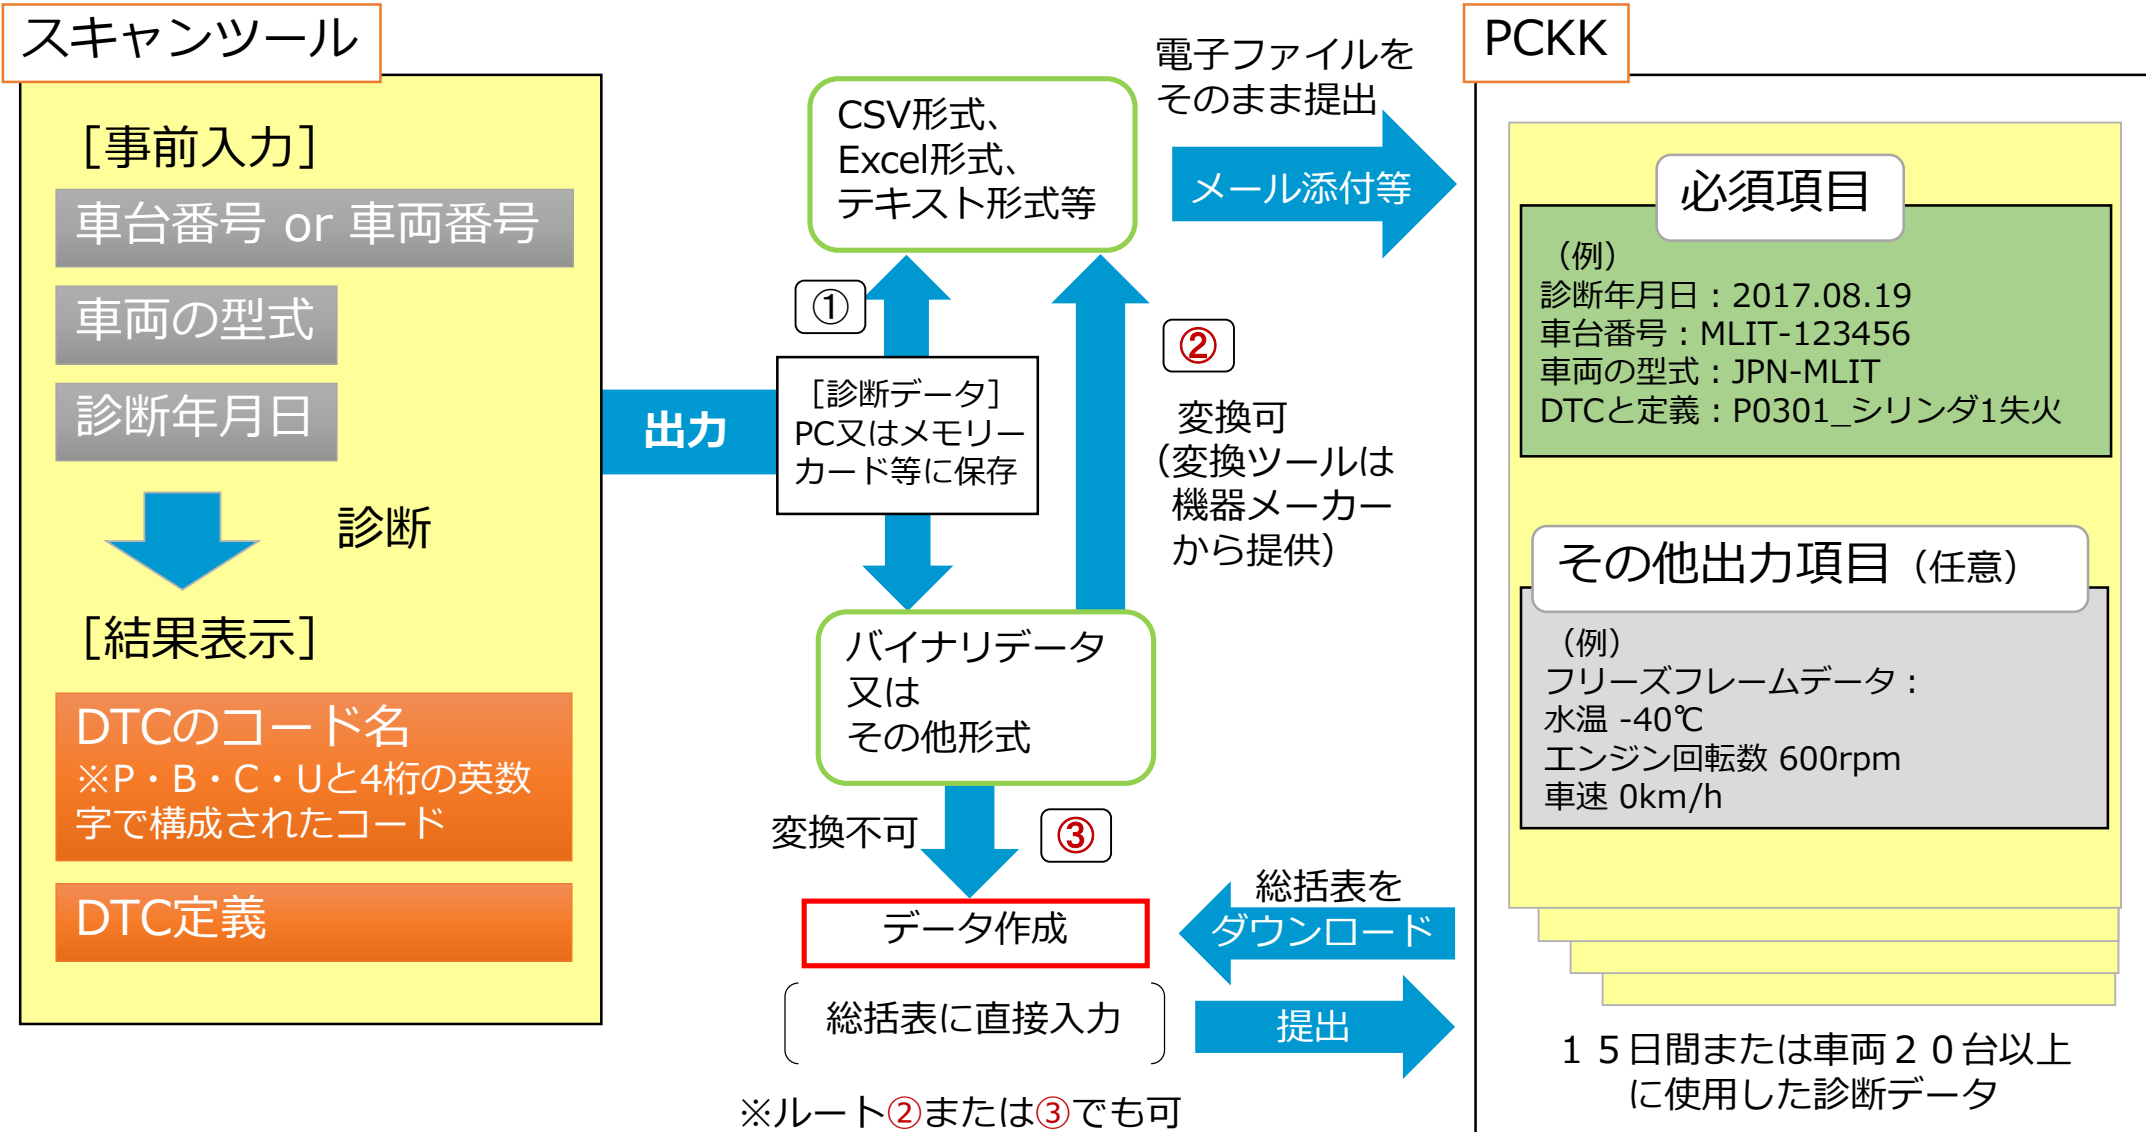 スキャンツール
［事前入力］
車台番号 or 車両番号
車両の型式
診断年月日
診断
［結果表示］
DTCのコード名
※P・B・C・Uと4桁の英数
字で構成されたコード
DTC定義
出力
CSV形式、
Excel形式、
テキスト形式等
①
［診断データ］
PC又はメモリー
カード等に保存
②
変換可
（変換ツールは
機器メーカー
から提供）
バイナリデータ
又は
その他形式
変換不可
③
データ作成
総括表に直接入力
※ルート②または③でも可
電子ファイルを
そのまま提出
メール添付等
総括表を
ダウンロード
提出
PCKK
必須項目
（例）
診断年月日：2017.08.19
車台番号：MLIT-123456
車両の型式：JPN-MLIT
DTCと定義：P0301_シリンダ1失火
その他出力項目（任意）
（例）
フリーズフレームデータ：
水温 -40℃
エンジン回転数 600rpm
車速 0km/h
１５日間または車両２０台以上
に使用した診断データ